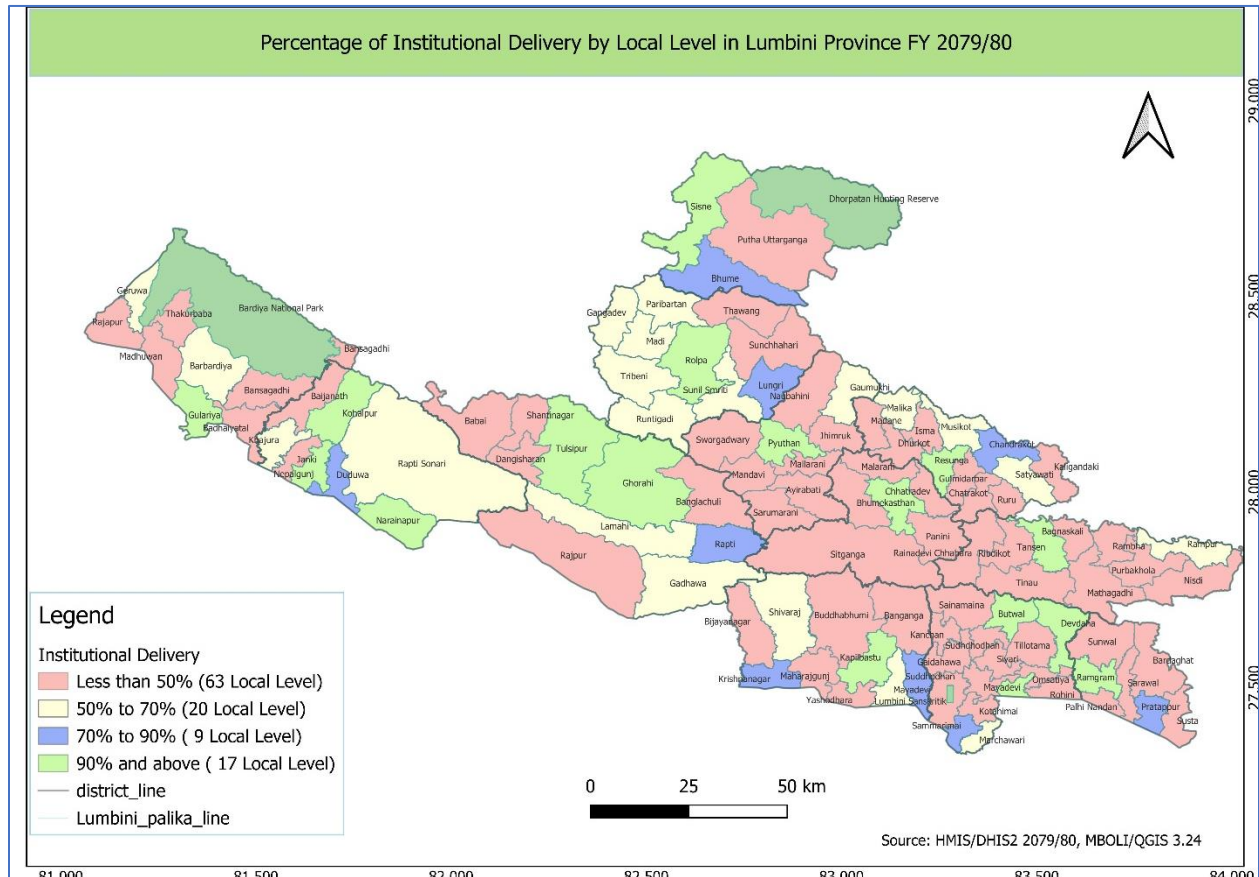 Percentage of Institutional Delivery by Local Level in Lumbini Province FY 2079/80
29.000
28.500
28.000
27.500
Sisne
Dhorpatan Hunting Reserve
Putha Uttarganga
Bhume
Geruwa
Bardiya National Park
Rajapur
Thakurbaba
Madhuwan
Bansagadhi
Barbardiya
Bansagadhi
Gulariya
Badhaiyatal
Baijanath
Kohalpur
Khajura
Janki
Nepalgunj
Duduwa
Rapti Sonari
Narainapur
Gangadev
Paribartan
Thawang
Madi
Sunchhahari
Rolpa
Tribeni
Sunil Smriti
Lungri
Naubahini
Runtigadi
Gaumukhi
Malika
Madane
Isma
Musikot
Dhurkot
Chandrakot
Babai
Shantinagar
Dangisharan
Tulsipur
Ghorahi
Banglachuli
Sworgadwary
Pyuthan
Jhimruk
Mandavi
Mallarani
Ayirabati
Sarumarani
Malarani
Resunga
Gulmidarbar
Satyawati
Kaligandaki
Chhatradev
Bhumekasthan
Chatrakot
Ruru
Lamahi
Rapti
Rajpur
Gadhawa
Sitganga
Panini
Rainadevi Chhahara
Ribdikot
Tansen
Bagnaskali
Rambha
Rampur
Purbakhola
Nisdi
Tinau
Mathagadhi
Shivaraj
Bijayanagar
Buddhabhumi
Banganga
Sainamaina
Butwal
Devdaha
Kanchan
Sudhdhodhan
Tillotama
Sunwal
Kapilbastu
Gaidahawa
Siyari
Bardaghat
Krishnanagar
Maharajgunj
Suddhodhan
Omsatiya
Ramgram
Sarawal
Yashodhara
Mayadevi
Mayadevi
Rohini
Lumbini Sanskritik
Palhi Nandan
Pratappur
Kotahimai
Susta
Sammarimai
Marchawari
Legend
Institutional Delivery
Less than 50% (63 Local Level)
50% to 70% (20 Local Level)
70% to 90% ( 9 Local Level)
90% and above ( 17 Local Level)
district_line
Lumbini_palika_line
0 25 50 km
Source: HMIS/DHIS2 2079/80, MBOLI/QGIS 3.24
81.000 81.500 82.000 82.500 83.000 83.500 84.000